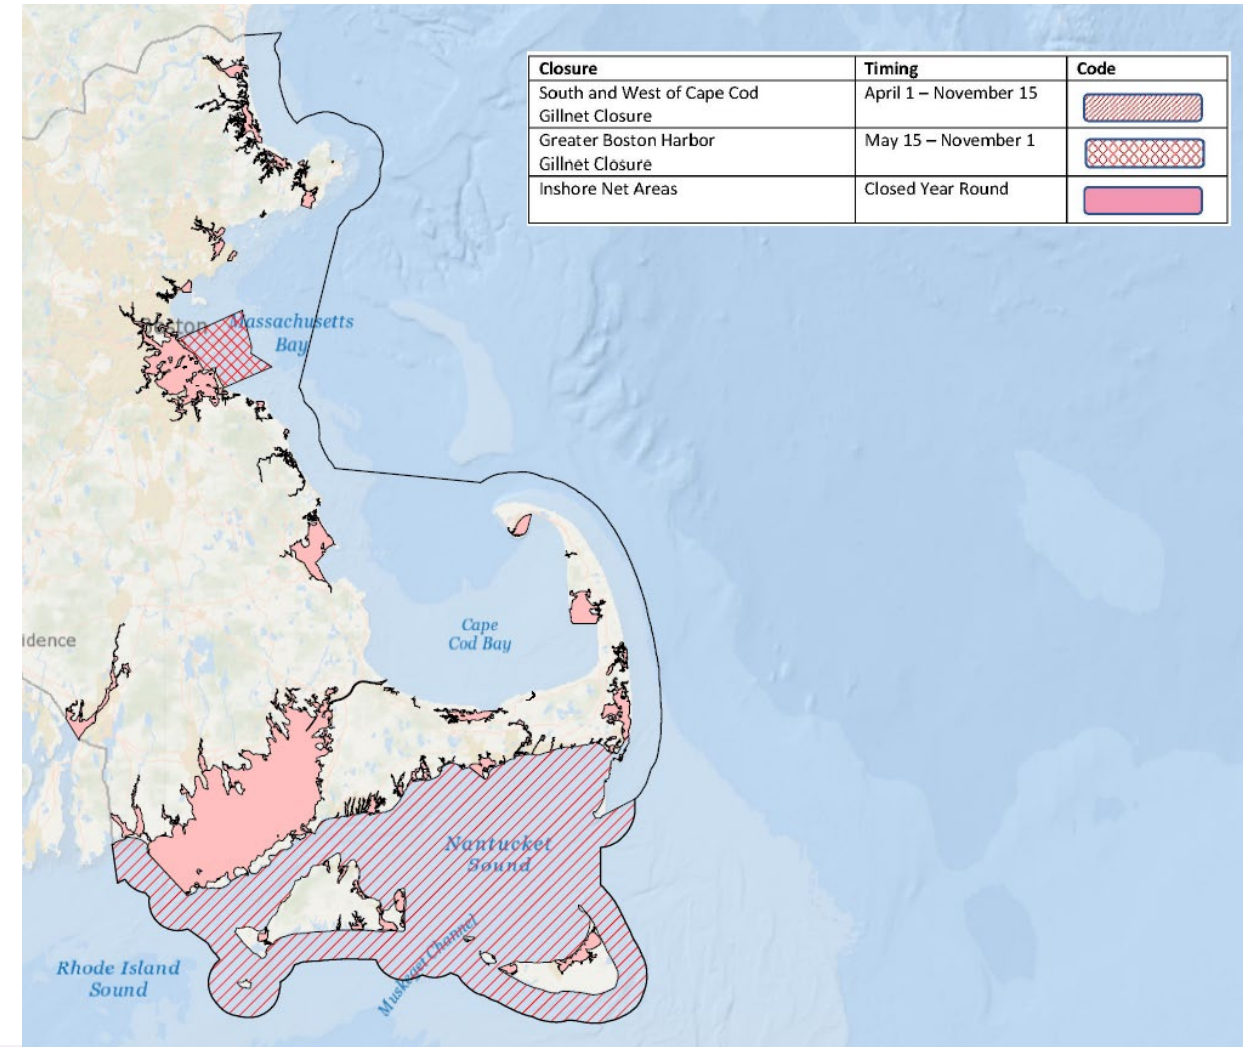 Closure Timing Code
South and West of Cape Cod April 1 – November 15
Gillnet Closure
Greater Boston Harbor May 15 – November 1
Gillnet Closure
Inshore Net Areas Closed Year Round
Boston
Massachusetts
Bay
Cape
Cod Bay
idence
Nantucket
Sound
Muskeget Channel
Rhode Island
Sound